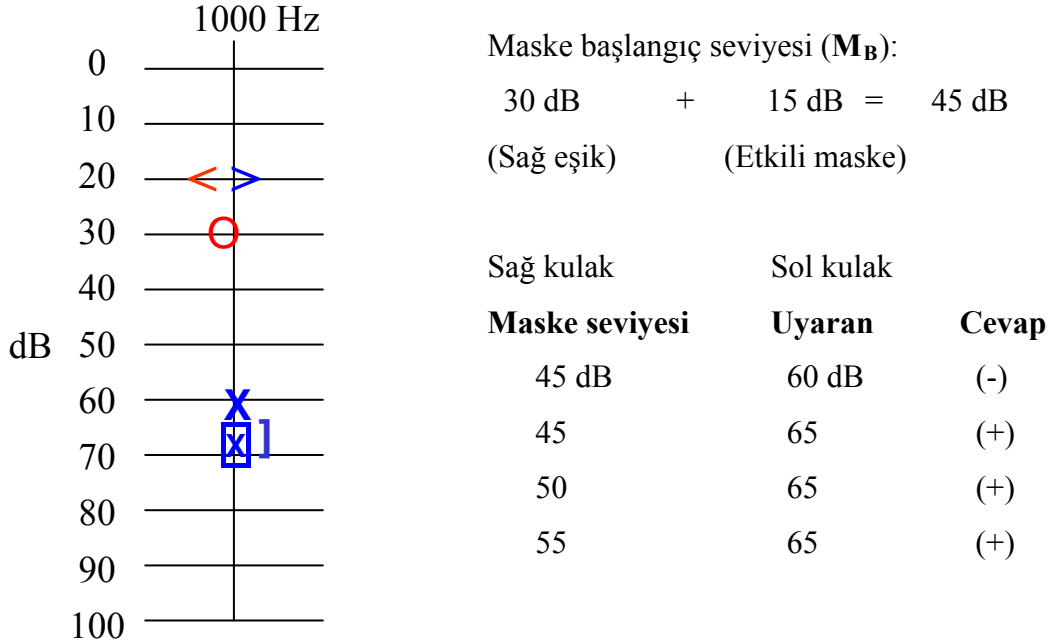 1000 Hz
0
10
20
30
40
50
60
70
80
90
100
dB
< >
O
X
x ]
Maske başlangıç seviyesi (M_B):
30 dB + 15 dB = 45 dB
(Sağ eşik) (Etkili maske)
Sağ kulak Sol kulak
Maske seviyesi Uyaran Cevap
45 dB 60 dB (-)
45 65 (+)
50 65 (+)
55 65 (+)